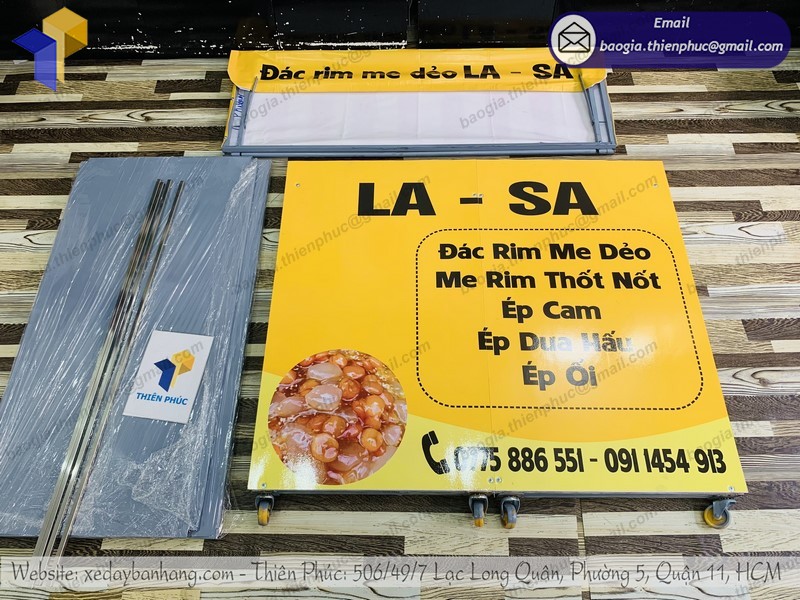 Email
baogia.thienphuc@gmail.com
Đác rim me dẻo LA - SA
LA - SA
Đác Rim Me Dẻo
Me Rim Thốt Nốt
Ép Cam
Ép Dưa Hấu
Ép Ổi
0775 886 551 - 091 1454 913
THIÊN PHÚC
Website: xedaybanhang.com - Thiên Phúc: 506/49/7 Lạc Long Quân, Phường 5, Quận 11, HCM